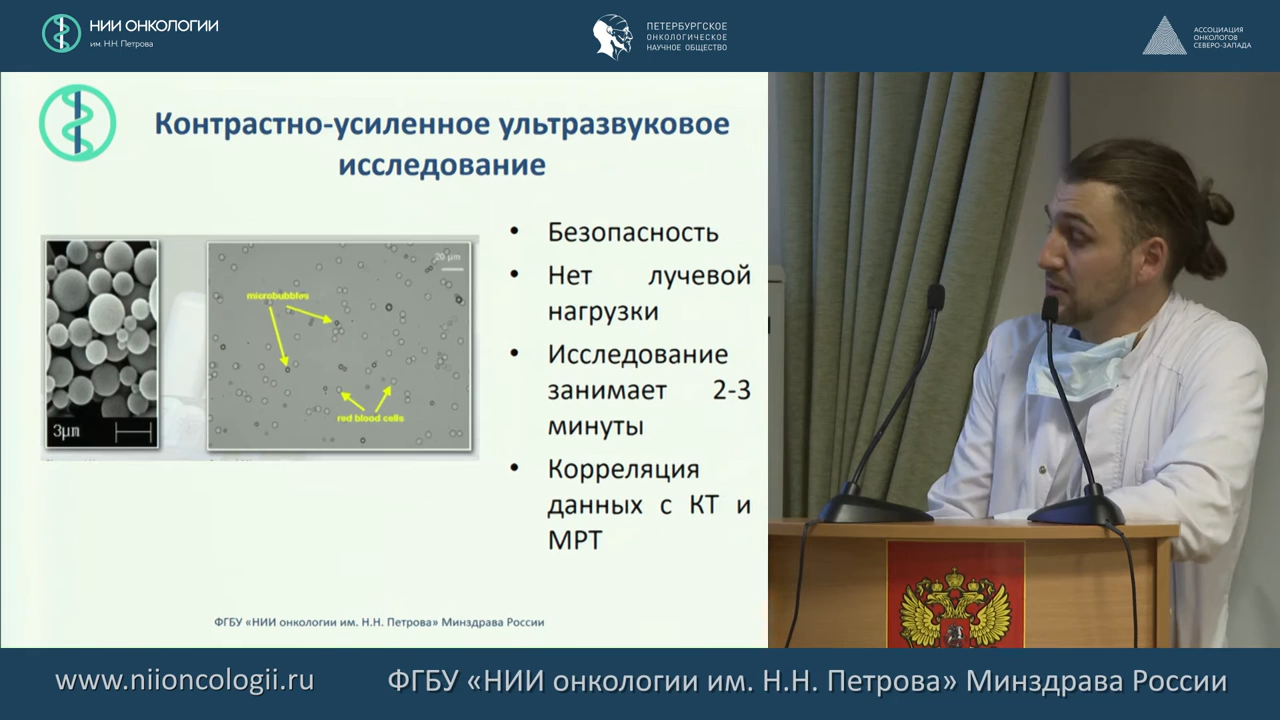 НИИ ОНКОЛОГИИ
им. Н.Н. Петрова
ПЕТЕРБУРГСКОЕ
ОНКОЛОГИЧЕСКОЕ
НАУЧНОЕ ОБЩЕСТВО
АССОЦИАЦИЯ
ОНКОЛОГОВ
СЕВЕРО-ЗАПАДА
Контрастно-усиленное ультразвуковое
исследование
20 µm
microbubbles
red blood cells
3µm
• Безопасность
• Нет лучевой
нагрузки
• Исследование
занимает 2-3
минуты
• Корреляция
данных с КТ и
МРТ
ФГБУ «НИИ онкологии им. Н.Н. Петрова» Минздрава России
www.niioncologii.ru
ФГБУ «НИИ онкологии им. Н.Н. Петрова» Минздрава России